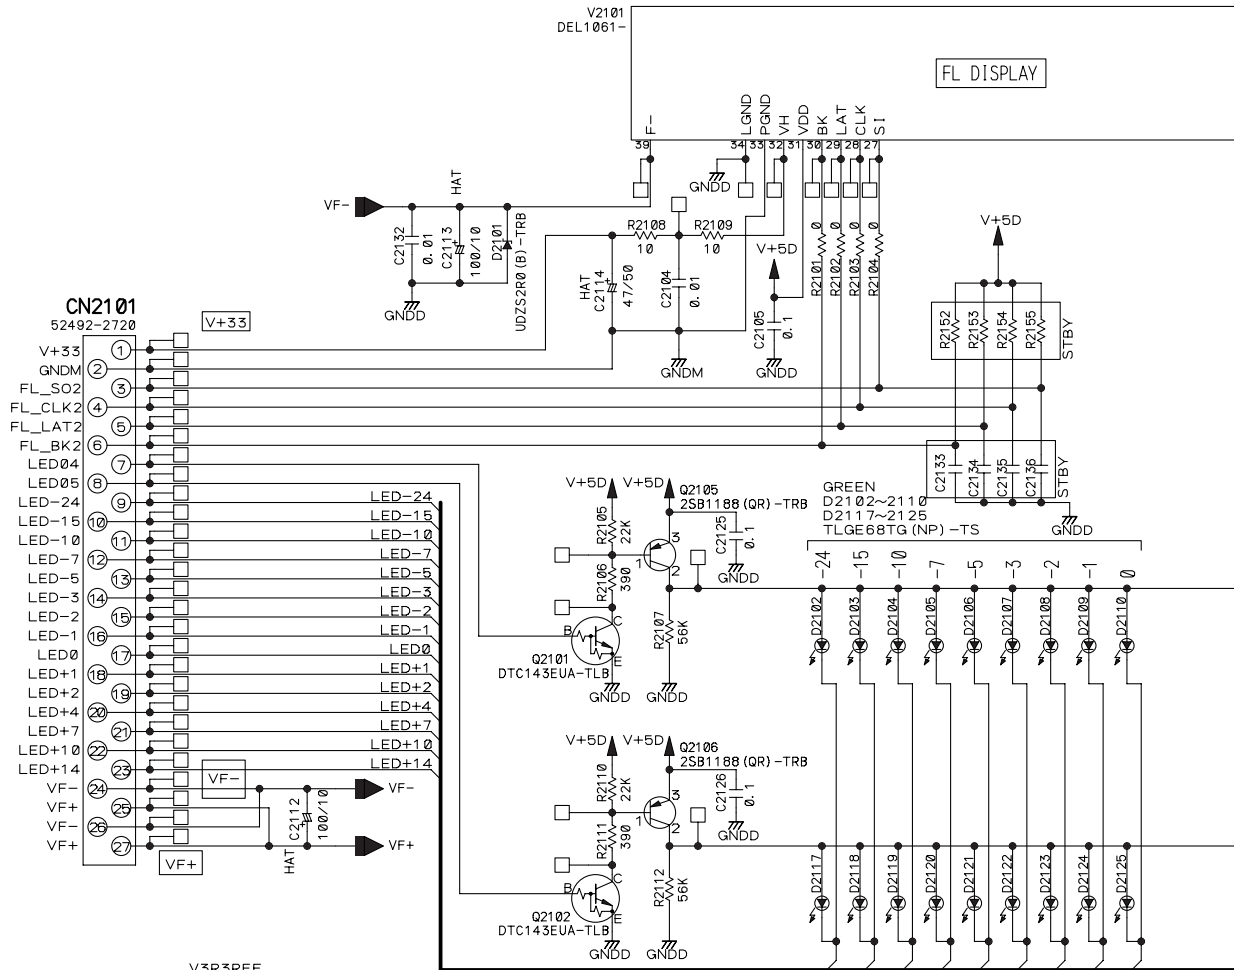 V2101
DEL1061-
FL DISPLAY
F-
LGND
PGND
VH
VDD
BK
LAT
CLK
SI
39
34
33
32
31
30
29
28
27
GNDD
VF-
HAT
C2132
0.01
C2113
100/10
D2101
UDZS2R0(B)-TRB
GNDD
R2108
10
R2109
10
HAT
C2114
47/50
C2104
0.01
GNDM
V+5D
C2105
0.1
GNDD
R2101
0
R2102
0
R2103
0
R2104
0
V+5D
R2152
R2153
R2154
R2155
STBY
C2133
C2134
C2135
C2136
STBY
GNDD
CN2101
52492-2720
V+33
V+33
1
GNDM
2
FL_SO2
3
FL_CLK2
4
FL_LAT2
5
FL_BK2
6
LED04
7
LED05
8
LED-24
9
LED-24
LED-15
10
LED-15
LED-10
11
LED-10
LED-7
12
LED-7
LED-5
13
LED-5
LED-3
14
LED-3
LED-2
15
LED-2
LED-1
16
LED-1
LED0
17
LED0
LED+1
18
LED+1
LED+2
19
LED+2
LED+4
20
LED+4
LED+7
21
LED+7
LED+10
22
LED+10
LED+14
23
LED+14
VF-
24
VF-
VF-
VF+
25
VF-
26
VF+
27
VF+
VF+
HAT
C2112
100/10
V+5D
V+5D
Q2105
2SB1188(QR)-TRB
R2105
22K
R2106
390
1
3
2
C2125
0.1
GNDD
B
C
E
Q2101
DTC143EUA-TLB
GNDD
R2107
56K
GNDD
GREEN
D2102~2110
D2117~2125
TLGE68TG(NP)-TS
-24
-15
-10
-7
-5
-3
-2
-1
0
D2102
D2103
D2104
D2105
D2106
D2107
D2108
D2109
D2110
V+5D
V+5D
Q2106
2SB1188(QR)-TRB
R2110
22K
R2111
390
1
3
2
C2126
0.1
GNDD
B
C
E
Q2102
DTC143EUA-TLB
GNDD
R2112
56K
GNDD
D2117
D2118
D2119
D2120
D2121
D2122
D2123
D2124
D2125